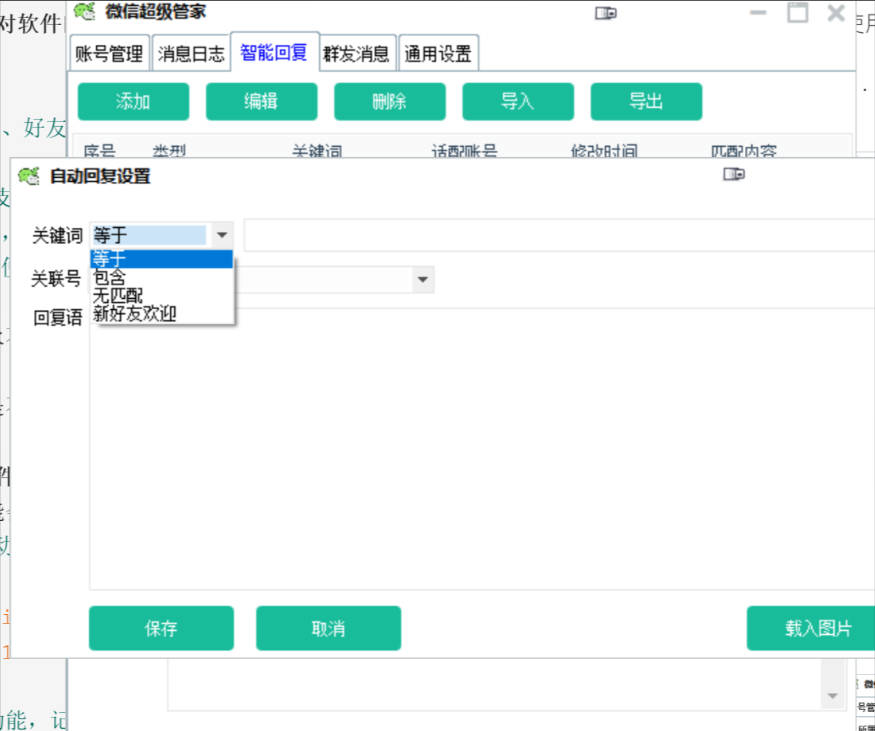 对软件
微信超级管家
账号管理 消息日志 智能回复 群发消息 通用设置
添加 编辑 删除 导入 导出
、好友
序号 类型 关键词 适配账号 修改时间 匹配内容
自动回复设置
关键词 等于
等于
关联号 包含
无匹配
回复语 新好友欢迎
保存 取消 载入图片
功能，记